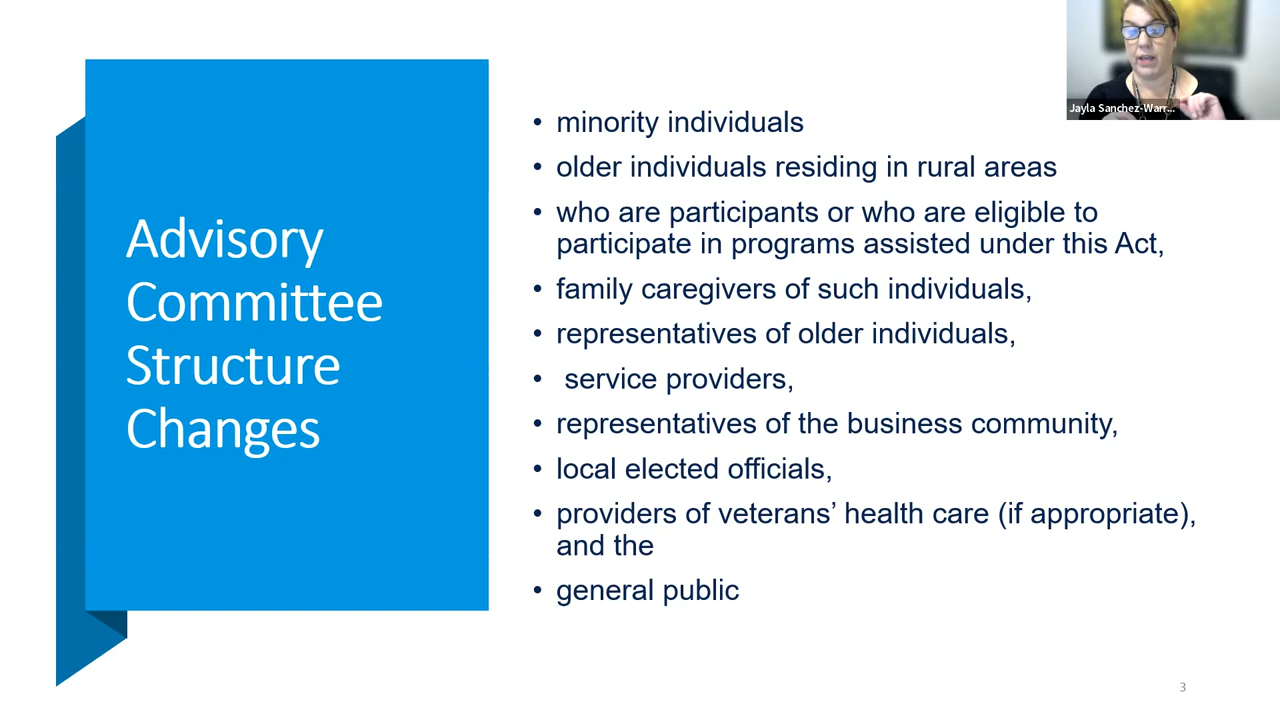 Advisory
Committee
Structure
Changes
• minority individuals
• older individuals residing in rural areas
• who are participants or who are eligible to
participate in programs assisted under this Act,
• family caregivers of such individuals,
• representatives of older individuals,
• service providers,
• representatives of the business community,
• local elected officials,
• providers of veterans’ health care (if appropriate),
and the
• general public
Jayla Sanchez-Warr...
3